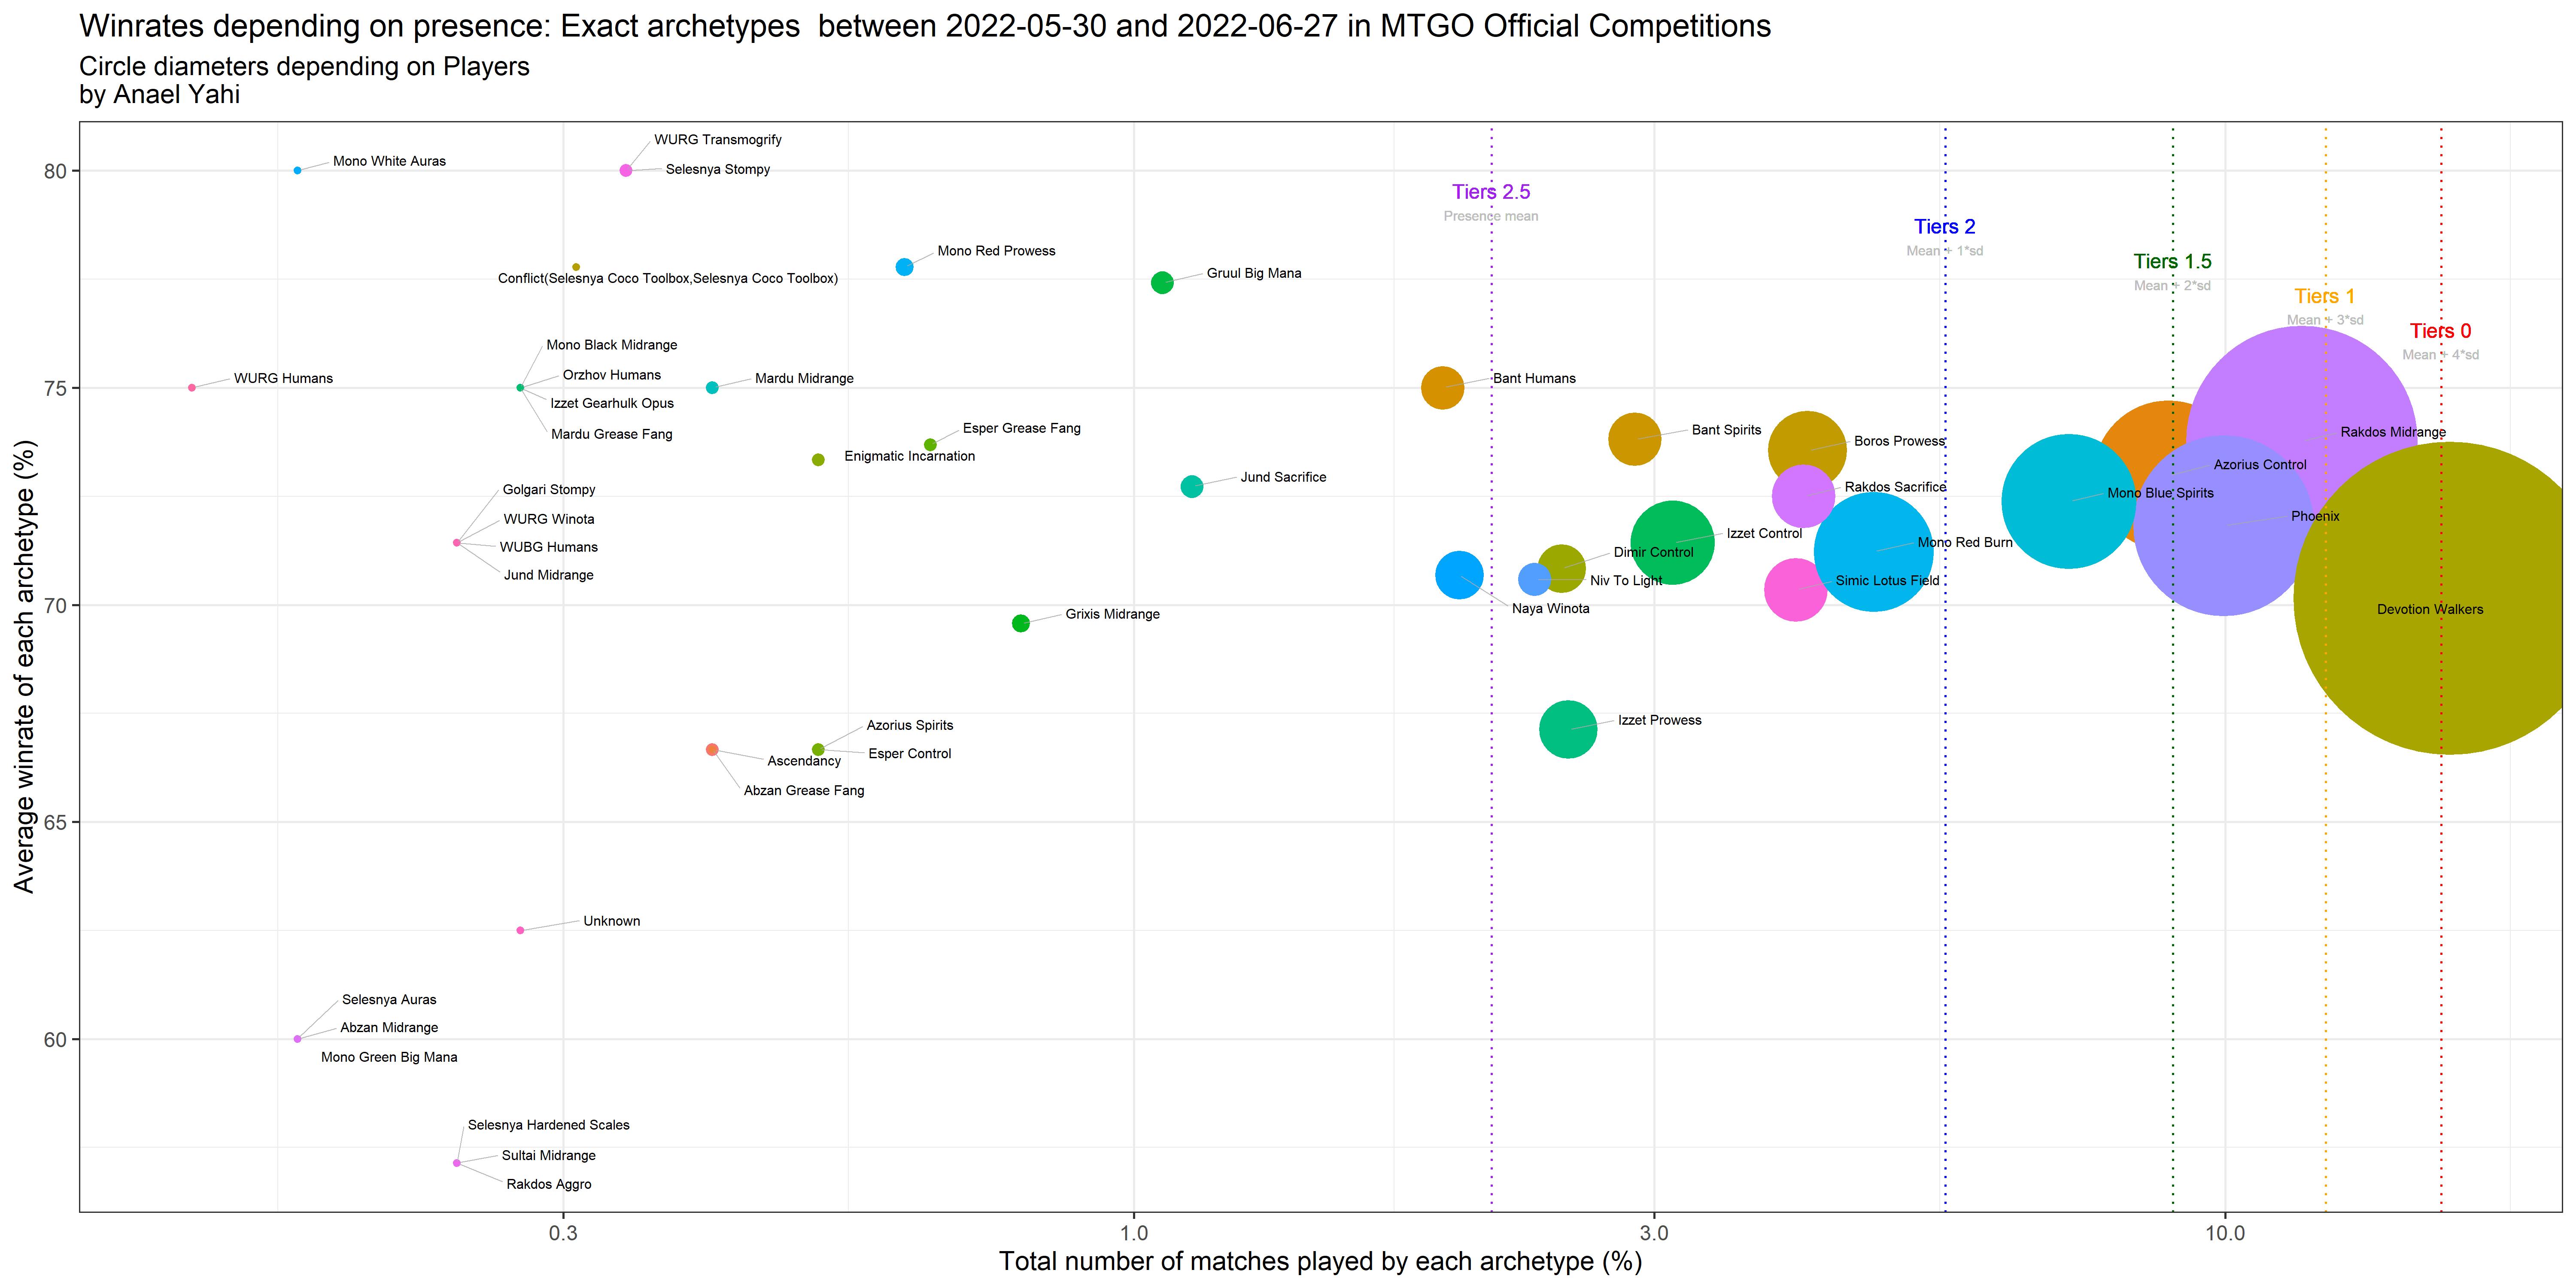 Winrates depending on presence: Exact archetypes  between 2022-05-30 and 2022-06-27 in MTGO Official Competitions
Circle diameters depending on Players
by Anael Yahi
Average winrate of each archetype (%)
80
75
70
65
60
WURG Transmogrify
Mono White Auras
Selesnya Stompy
Tiers 2.5
Presence mean
Tiers 2
Mean + 1*sd
Tiers 1.5
Mean + 2*sd
Tiers 1
Mean + 3*sd
Tiers 0
Mean + 4*sd
Mono Red Prowess
Gruul Big Mana
Conflict(Selesnya Coco Toolbox,Selesnya Coco Toolbox)
Mono Black Midrange
Orzhov Humans
Izzet Gearhulk Opus
Mardu Grease Fang
WURG Humans
Mardu Midrange
Bant Humans
Esper Grease Fang
Enigmatic Incarnation
Bant Spirits
Boros Prowess
Rakdos Midrange
Azorius Control
Jund Sacrifice
Rakdos Sacrifice
Mono Blue Spirits
Golgari Stompy
WURG Winota
WUBG Humans
Jund Midrange
Phoenix
Izzet Control
Mono Red Burn
Dimir Control
Niv To Light
Simic Lotus Field
Naya Winota
Devotion Walkers
Grixis Midrange
Izzet Prowess
Azorius Spirits
Esper Control
Ascendancy
Abzan Grease Fang
Unknown
Selesnya Auras
Abzan Midrange
Mono Green Big Mana
Selesnya Hardened Scales
Sultai Midrange
Rakdos Aggro
0.3
1.0
3.0
10.0
Total number of matches played by each archetype (%)